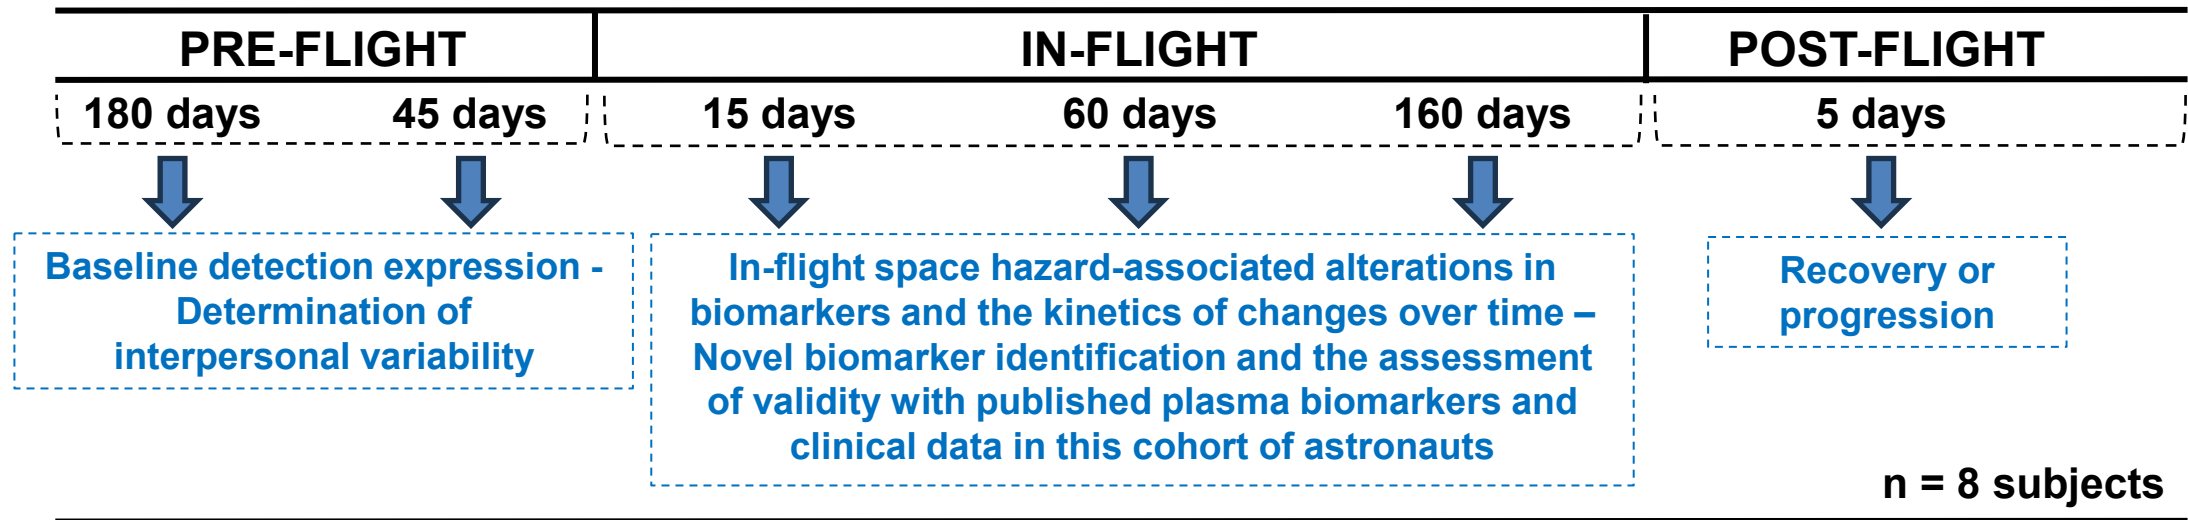 PRE-FLIGHT IN-FLIGHT POST-FLIGHT
180 days 45 days 15 days 60 days 160 days 5 days
Baseline detection expression -
Determination of
interpersonal variability
In-flight space hazard-associated alterations in
biomarkers and the kinetics of changes over time –
Novel biomarker identification and the assessment
of validity with published plasma biomarkers and
clinical data in this cohort of astronauts
Recovery or
progression
n = 8 subjects